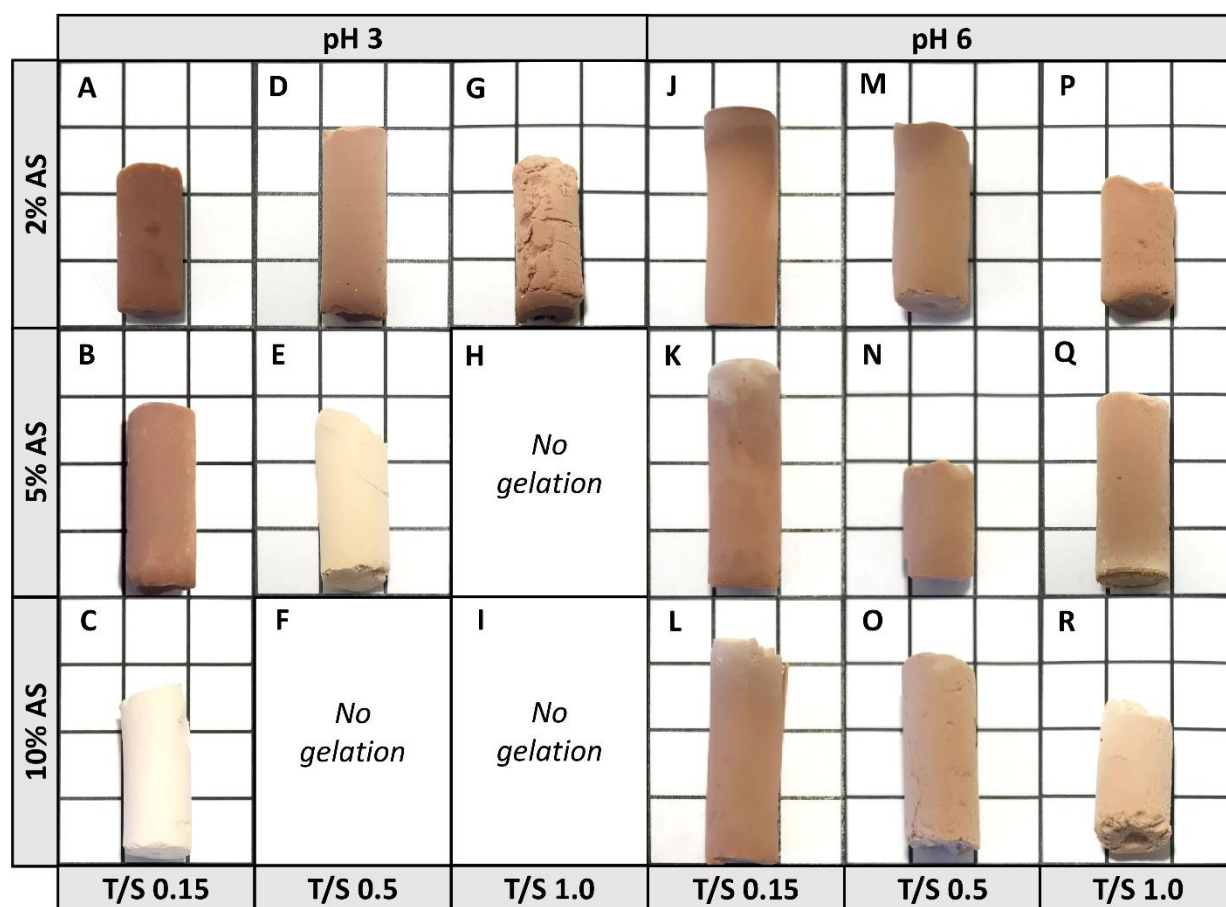 pH 3
pH 6
2% AS
A
D
G
J
M
P
5% AS
B
E
H
No
gelation
K
N
Q
10% AS
C
F
No
gelation
I
No
gelation
L
O
R
T/S 0.15
T/S 0.5
T/S 1.0
T/S 0.15
T/S 0.5
T/S 1.0